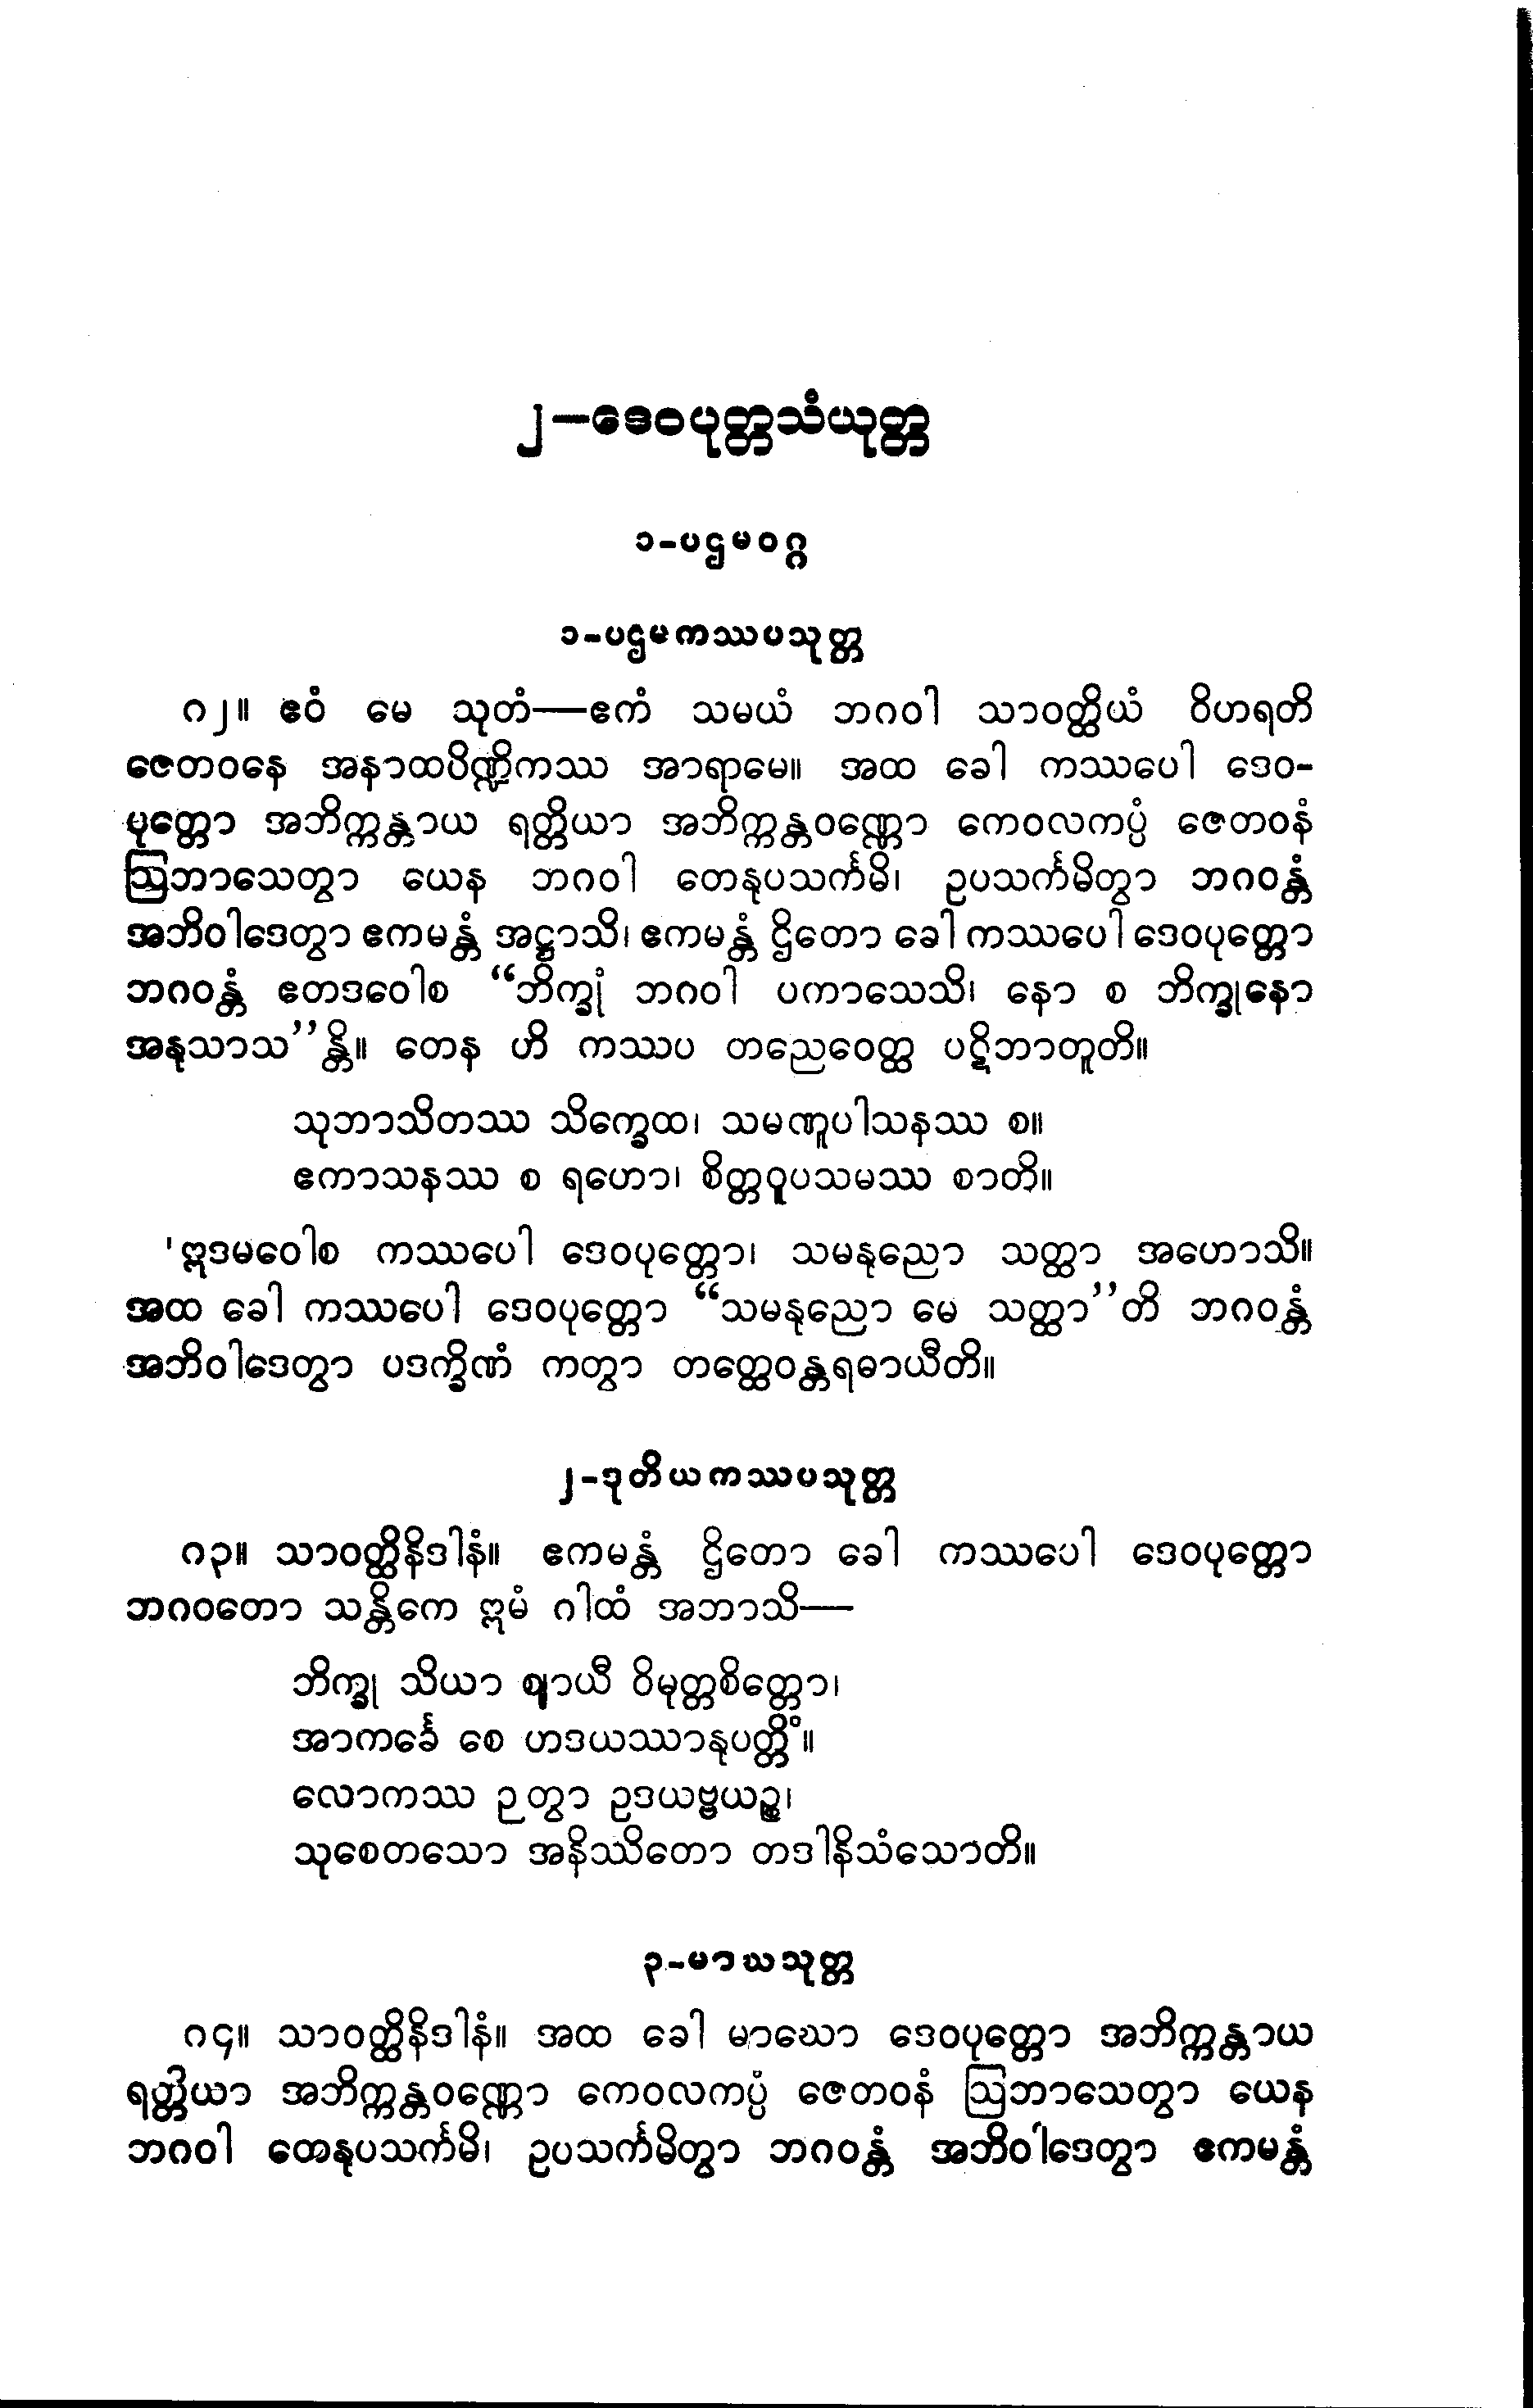 ၂—ဒေဝပုတ္တသံယုတ္တ
၁-ပဌမဝဂ္ဂ
၁-ပဌမကဿပသုတ္တ
၈၂။ ဧဝံ မေ သုတံ—ဧကံ သမယံ ဘဂဝါ သာဝတ္ထိယံ ဝိဟရတိ
ဇေတဝနေ အနာထပိဏ္ဍိကဿ အာရာမေ။ အထ ခေါ ကဿပေါ ဒေဝ-
ပုတ္တော အဘိက္ကန္တာယ ရတ္တိယာ အဘိက္ကန္တဝဏ္ဏော ကေဝလကပ္ပံ ဇေတဝနံ
ဩဘာသေတွာ ယေန ဘဂဝါ တေနုပသင်္ကမိ၊ ဥပသင်္ကမိတွာ ဘဂဝန္တံ
အဘိဝါဒေတွာ ဧကမန္တံ အဋ္ဌာသိ၊ ဧကမန္တံ ဌိတော ခေါ ကဿပေါ ဒေဝပုတ္တော
ဘဂဝန္တံ ဧတဒဝေါစ “ဘိက္ခုံ ဘဂဝါ ပကာသေသိ၊ နော စ ဘိက္ခုနော
အနုသာသ”န္တိ။ တေန ဟိ ကဿပ တညေဝေတ္ထ ပဋိဘာတူတိ။
သုဘာသိတဿ သိက္ခေထ၊ သမဏူပါသနဿ စ။
ဧကာသနဿ စ ရဟော၊ စိတ္တဝူပသမဿ စာတိ။
ဣဒမဝေါစ ကဿပေါ ဒေဝပုတ္တော၊ သမနုညော သတ္ထာ အဟောသိ။
အထ ခေါ ကဿပေါ ဒေဝပုတ္တော “သမနုညော မေ သတ္ထာ”တိ ဘဂဝန္တံ
အဘိဝါဒေတွာ ပဒက္ခိဏံ ကတွာ တတ္ထေဝန္တရဓာယီတိ။
၂-ဒုတိယကဿပသုတ္တ
၈၃။ သာဝတ္ထိနိဒါနံ။ ဧကမန္တံ ဌိတော ခေါ ကဿပေါ ဒေဝပုတ္တော
ဘဂဝတော သန္တိကေ ဣမံ ဂါထံ အဘာသိ—
ဘိက္ခု သိယာ ဈာယီ ဝိမုတ္တစိတ္တော၊
အာကင်္ခေ စေ ဟဒယဿာနုပတ္တိံ။
လောကဿ ဉတွာ ဥဒယဗ္ဗယဉ္စ၊
သုစေတသော အနိဿိတော တဒါနိသံသောတိ။
၃-မာဃသုတ္တ
၈၄။ သာဝတ္ထိနိဒါနံ။ အထ ခေါ မာဃော ဒေဝပုတ္တော အဘိက္ကန္တာယ
ရတ္တိယာ အဘိက္ကန္တဝဏ္ဏော ကေဝလကပ္ပံ ဇေတဝနံ ဩဘာသေတွာ ယေန
ဘဂဝါ တေနုပသင်္ကမိ၊ ဥပသင်္ကမိတွာ ဘဂဝန္တံ အဘိဝါဒေတွာ ဧကမန္တံ